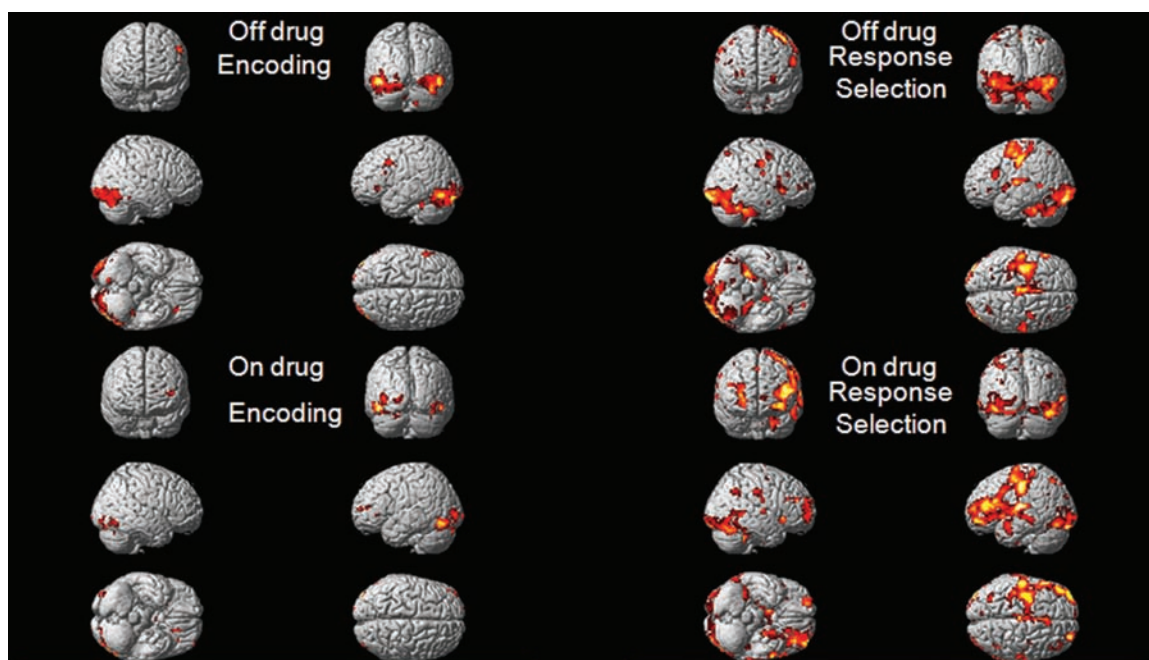 Off drug
Encoding
Off drug
Response
Selection
On drug
Encoding
On drug
Response
Selection